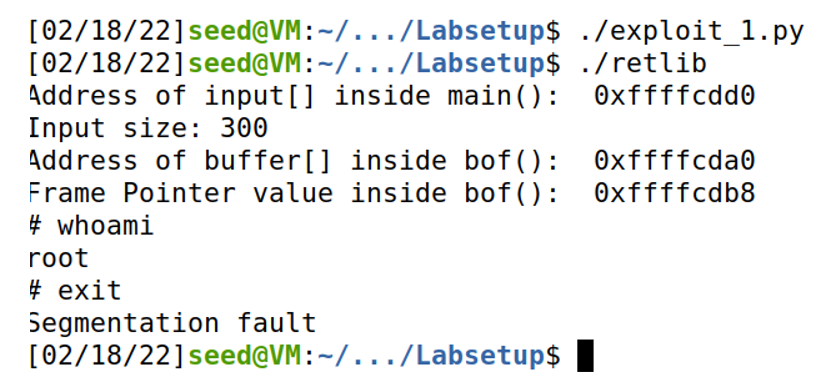 [02/18/22]seed@VM:~/.../Labsetup$ ./exploit_1.py
[02/18/22]seed@VM:~/.../Labsetup$ ./retlib
Address of input[] inside main():  0xffffcdd0
Input size: 300
Address of buffer[] inside bof():  0xffffcda0
Frame Pointer value inside bof():  0xffffcdb8
# whoami
root
# exit
Segmentation fault
[02/18/22]seed@VM:~/.../Labsetup$